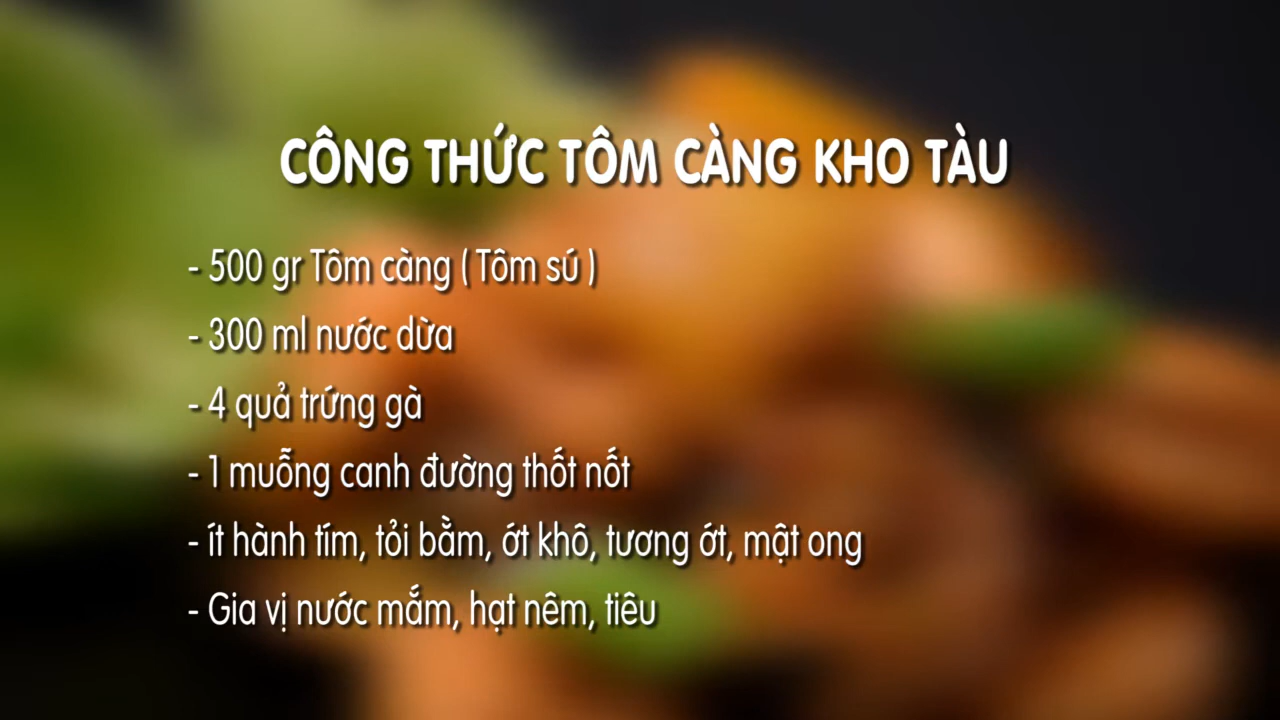 CÔNG THỨC TÔM CÀNG KHO TÀU
- 500 gr Tôm càng ( Tôm sú )
- 300 ml nước dừa
- 4 quả trứng gà
- 1 muỗng canh đường thốt nốt
- ít hành tím, tỏi bằm, ớt khô, tương ớt, mật ong
- Gia vị nước mắm, hạt nêm, tiêu